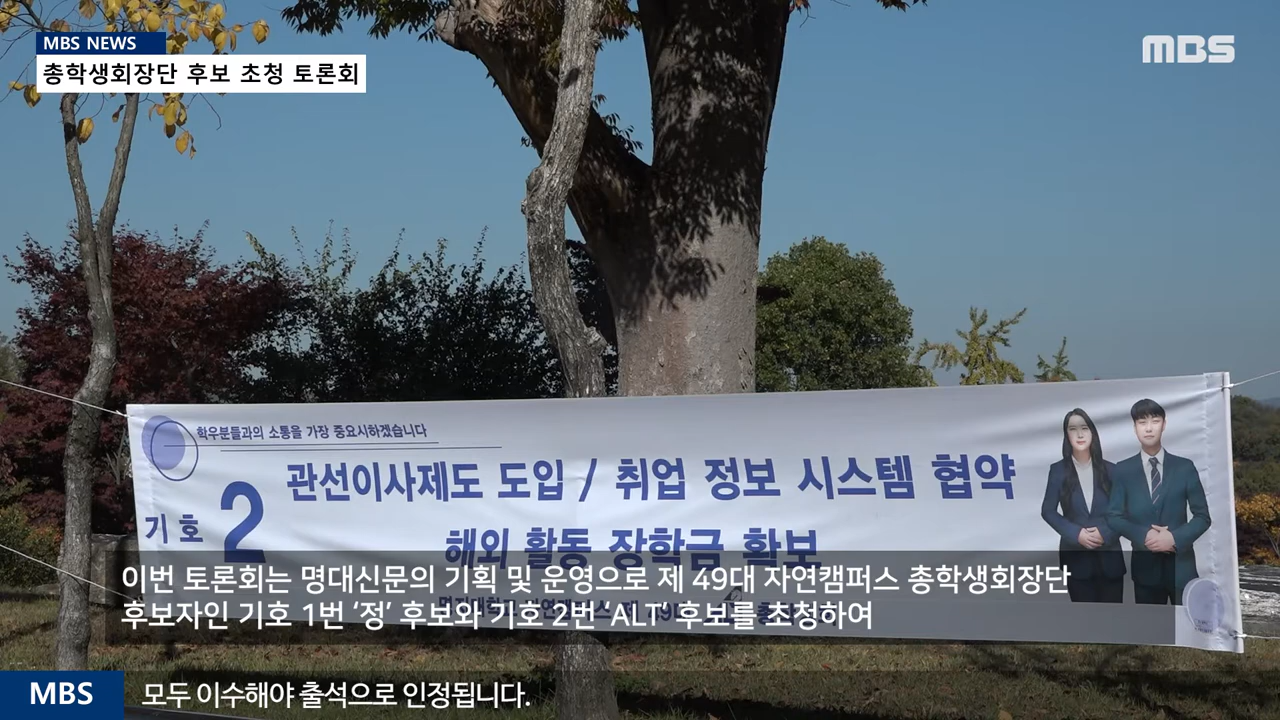 MBS NEWS
총학생회장단 후보 초청 토론회
MBS
학우분들과의 소통을 가장 중요시하겠습니다
기호 2
관선이사제도 도입 / 취업 정보 시스템 협약
해외 활동 장학금 확보
이번 토론회는 명대신문의 기획 및 운영으로 제 49대 자연캠퍼스 총학생회장단
후보자인 기호 1번 ‘정’ 후보와 기호 2번 ‘ALT’ 후보를 초청하여
MBS
모두 이수해야 출석으로 인정됩니다.